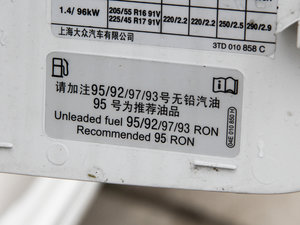 1.4/ 96kW
205/55 R16 91V
225/45 R17 91V
220/2.2 220/2.2 250/2.5 290/2.9
上海大众汽车有限公司
3TD 010 858 C
请加注95/92/97/93号无铅汽油
95 号为推荐油品
Unleaded fuel 95/92/97/93 RON
Recommended 95 RON